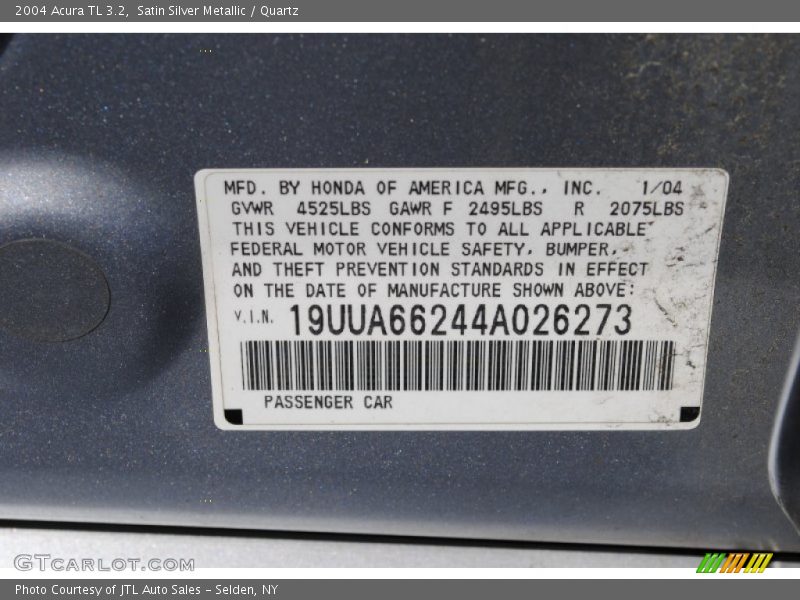 2004 Acura TL 3.2, Satin Silver Metallic / Quartz
MFD. BY HONDA OF AMERICA MFG., INC. 1/04
GVWR 4525LBS GAWR F 2495LBS R 2075LBS
THIS VEHICLE CONFORMS TO ALL APPLICABLE
FEDERAL MOTOR VEHICLE SAFETY, BUMPER,
AND THEFT PREVENTION STANDARDS IN EFFECT
ON THE DATE OF MANUFACTURE SHOWN ABOVE:
V.I.N. 19UUA66244A026273
PASSENGER CAR
GTCARLOT.COM
Photo Courtesy of JTL Auto Sales - Selden, NY